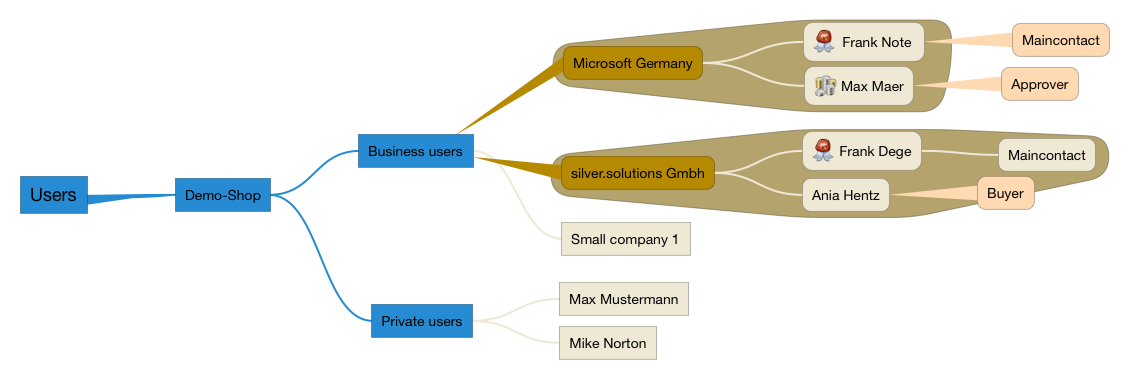 Users
Demo-Shop
Business users
Microsoft Germany
Frank Note
Maincontact
Max Maer
Approver
silver.solutions Gmbh
Frank Dege
Maincontact
Ania Hentz
Buyer
Small company 1
Private users
Max Mustermann
Mike Norton